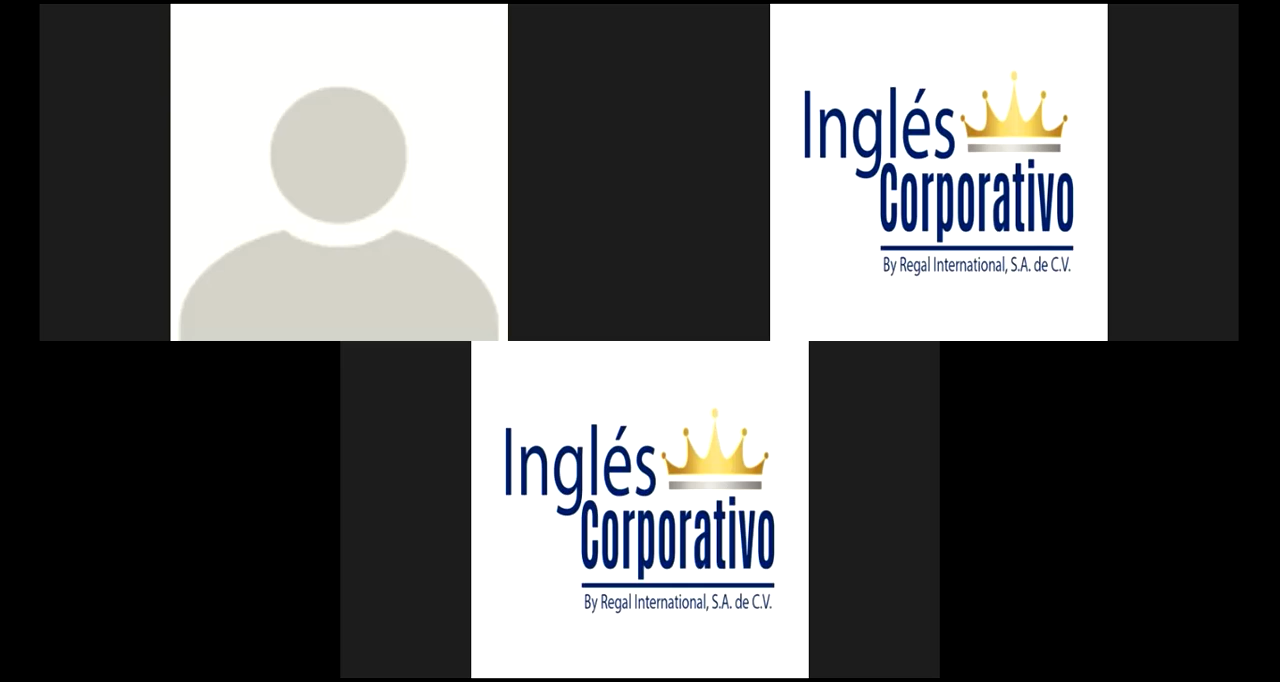 Inglés
Corporativo
By Regal International, S.A. de C.V.
Inglés
Corporativo
By Regal International, S.A. de C.V.